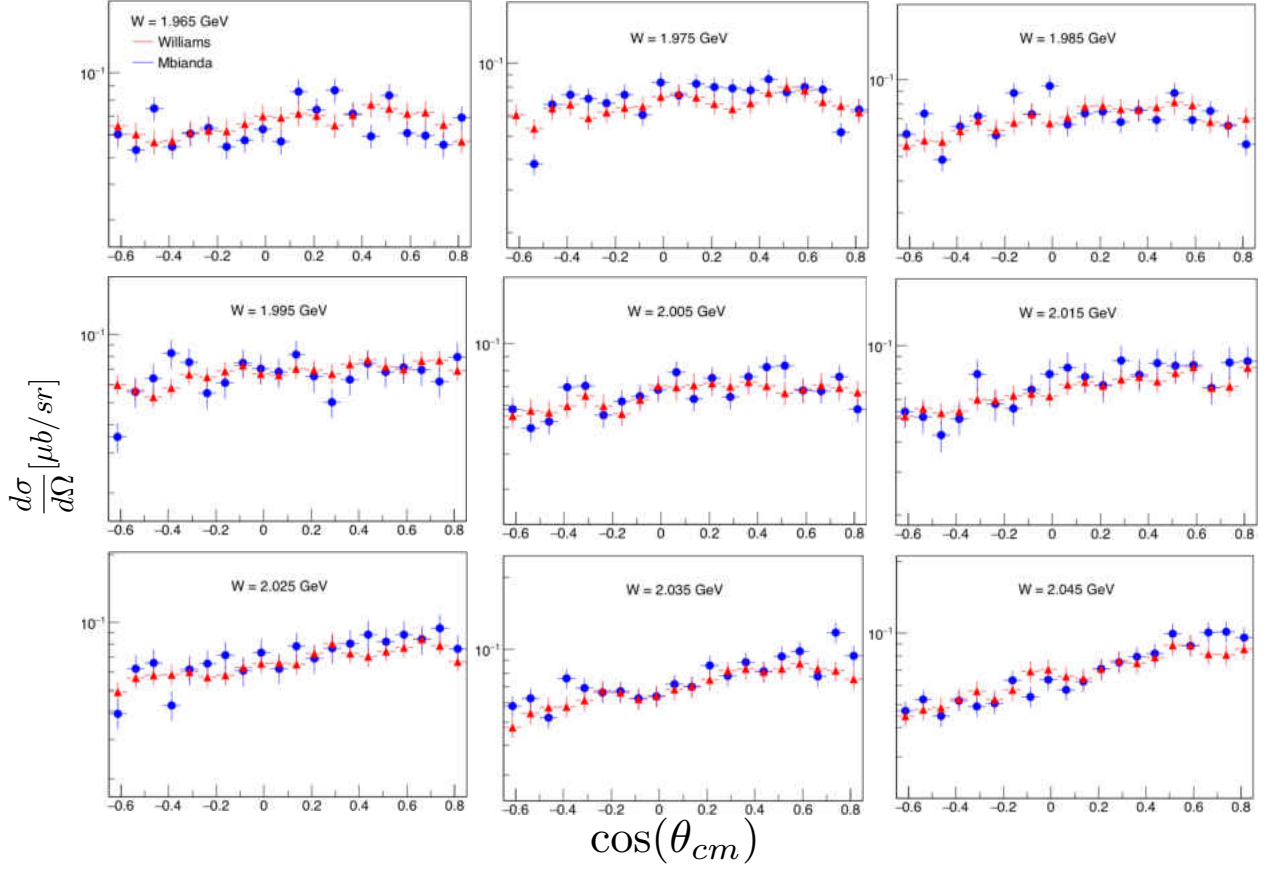 W = 1.965 GeV
Williams
Mbianda
10⁻¹
−0.6 −0.4 −0.2 0 0.2 0.4 0.6 0.8
W = 1.975 GeV
10⁻¹
−0.6 −0.4 −0.2 0 0.2 0.4 0.6 0.8
W = 1.985 GeV
10⁻¹
−0.6 −0.4 −0.2 0 0.2 0.4 0.6 0.8
W = 1.995 GeV
10⁻¹
−0.6 −0.4 −0.2 0 0.2 0.4 0.6 0.8
W = 2.005 GeV
10⁻¹
−0.6 −0.4 −0.2 0 0.2 0.4 0.6 0.8
W = 2.015 GeV
10⁻¹
−0.6 −0.4 −0.2 0 0.2 0.4 0.6 0.8
dσ/dΩ [μb/sr]
W = 2.025 GeV
10⁻¹
−0.6 −0.4 −0.2 0 0.2 0.4 0.6 0.8
W = 2.035 GeV
10⁻¹
−0.6 −0.4 −0.2 0 0.2 0.4 0.6 0.8
W = 2.045 GeV
10⁻¹
−0.6 −0.4 −0.2 0 0.2 0.4 0.6 0.8
cos(θcm)